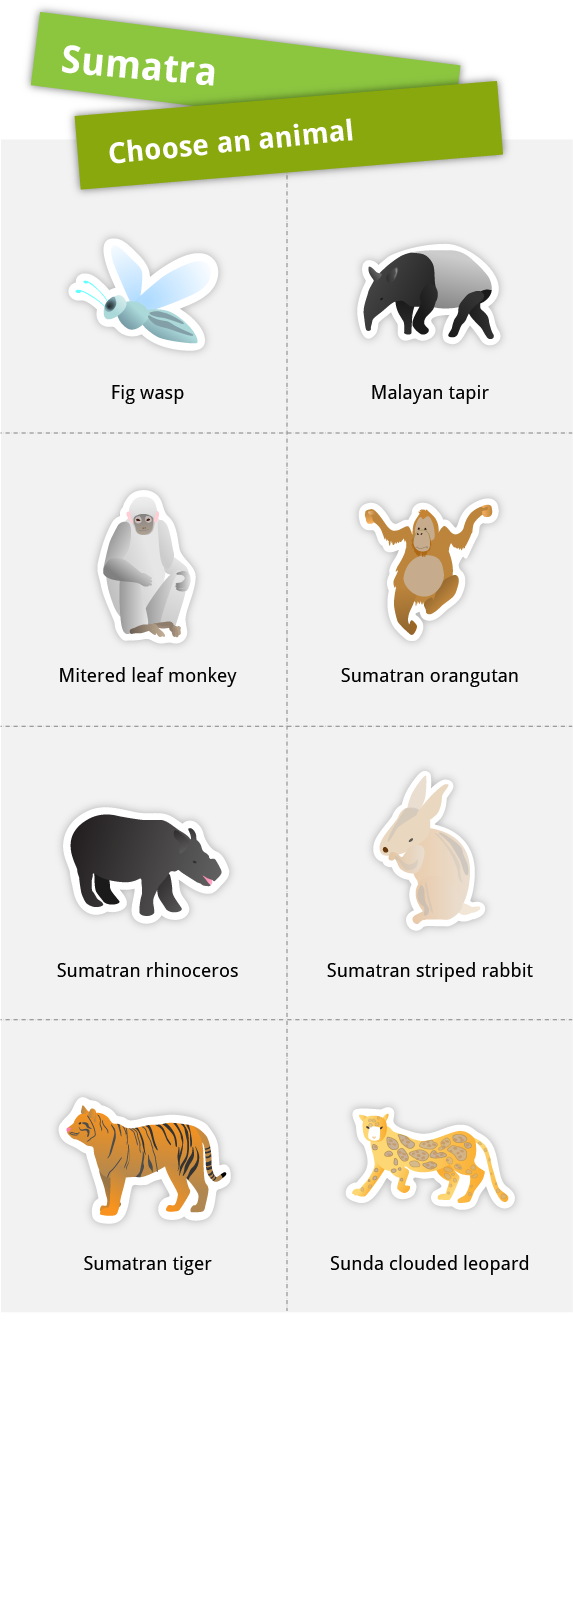 Sumatra
Choose an animal
Fig wasp
Malayan tapir
Mitered leaf monkey
Sumatran orangutan
Sumatran rhinoceros
Sumatran striped rabbit
Sumatran tiger
Sunda clouded leopard